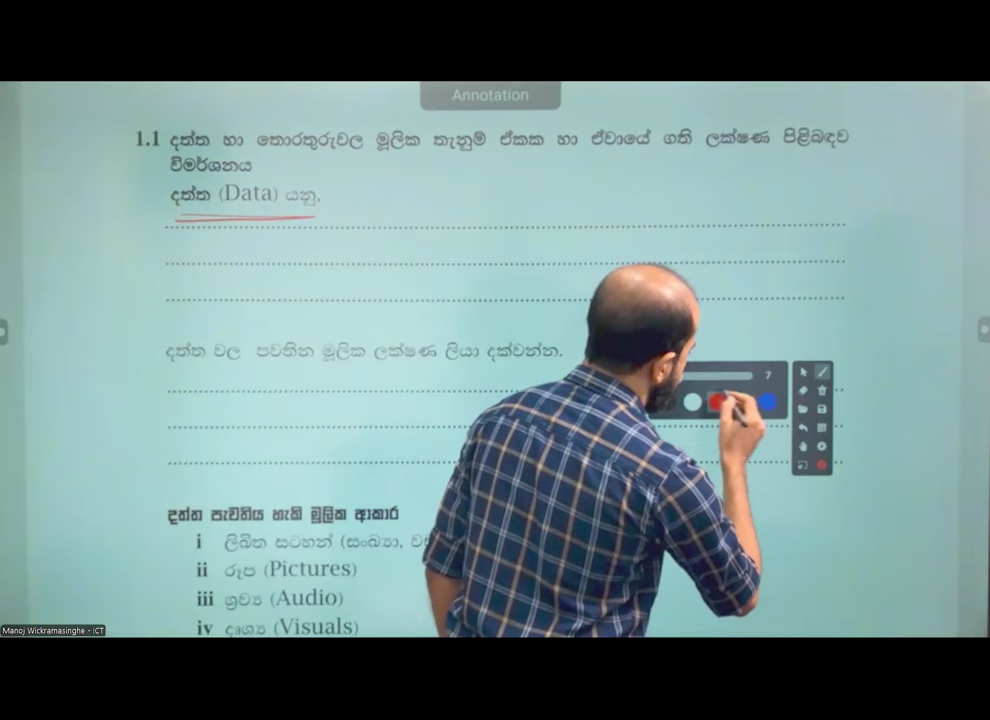 Annotation
1.1 දත්ත හා තොරතුරුවල මූලික තැනුම් ඒකක හා ඒවායේ ගති ලක්ෂණ පිළිබඳව
විමර්ශනය
දත්ත (Data) යනු,
දත්ත වල පවතින මූලික ලක්ෂණ ලියා දක්වන්න.
7
දත්ත පැවතිය හැකි මූලික ආකාර
i ලිඛිත සටහන් (සංඛ්‍යා,
ii රූප (Pictures)
iii ශ්‍රව්‍ය (Audio)
iv දෘශ්‍ය (Visuals)
Manoj Wickramasinghe - ICT